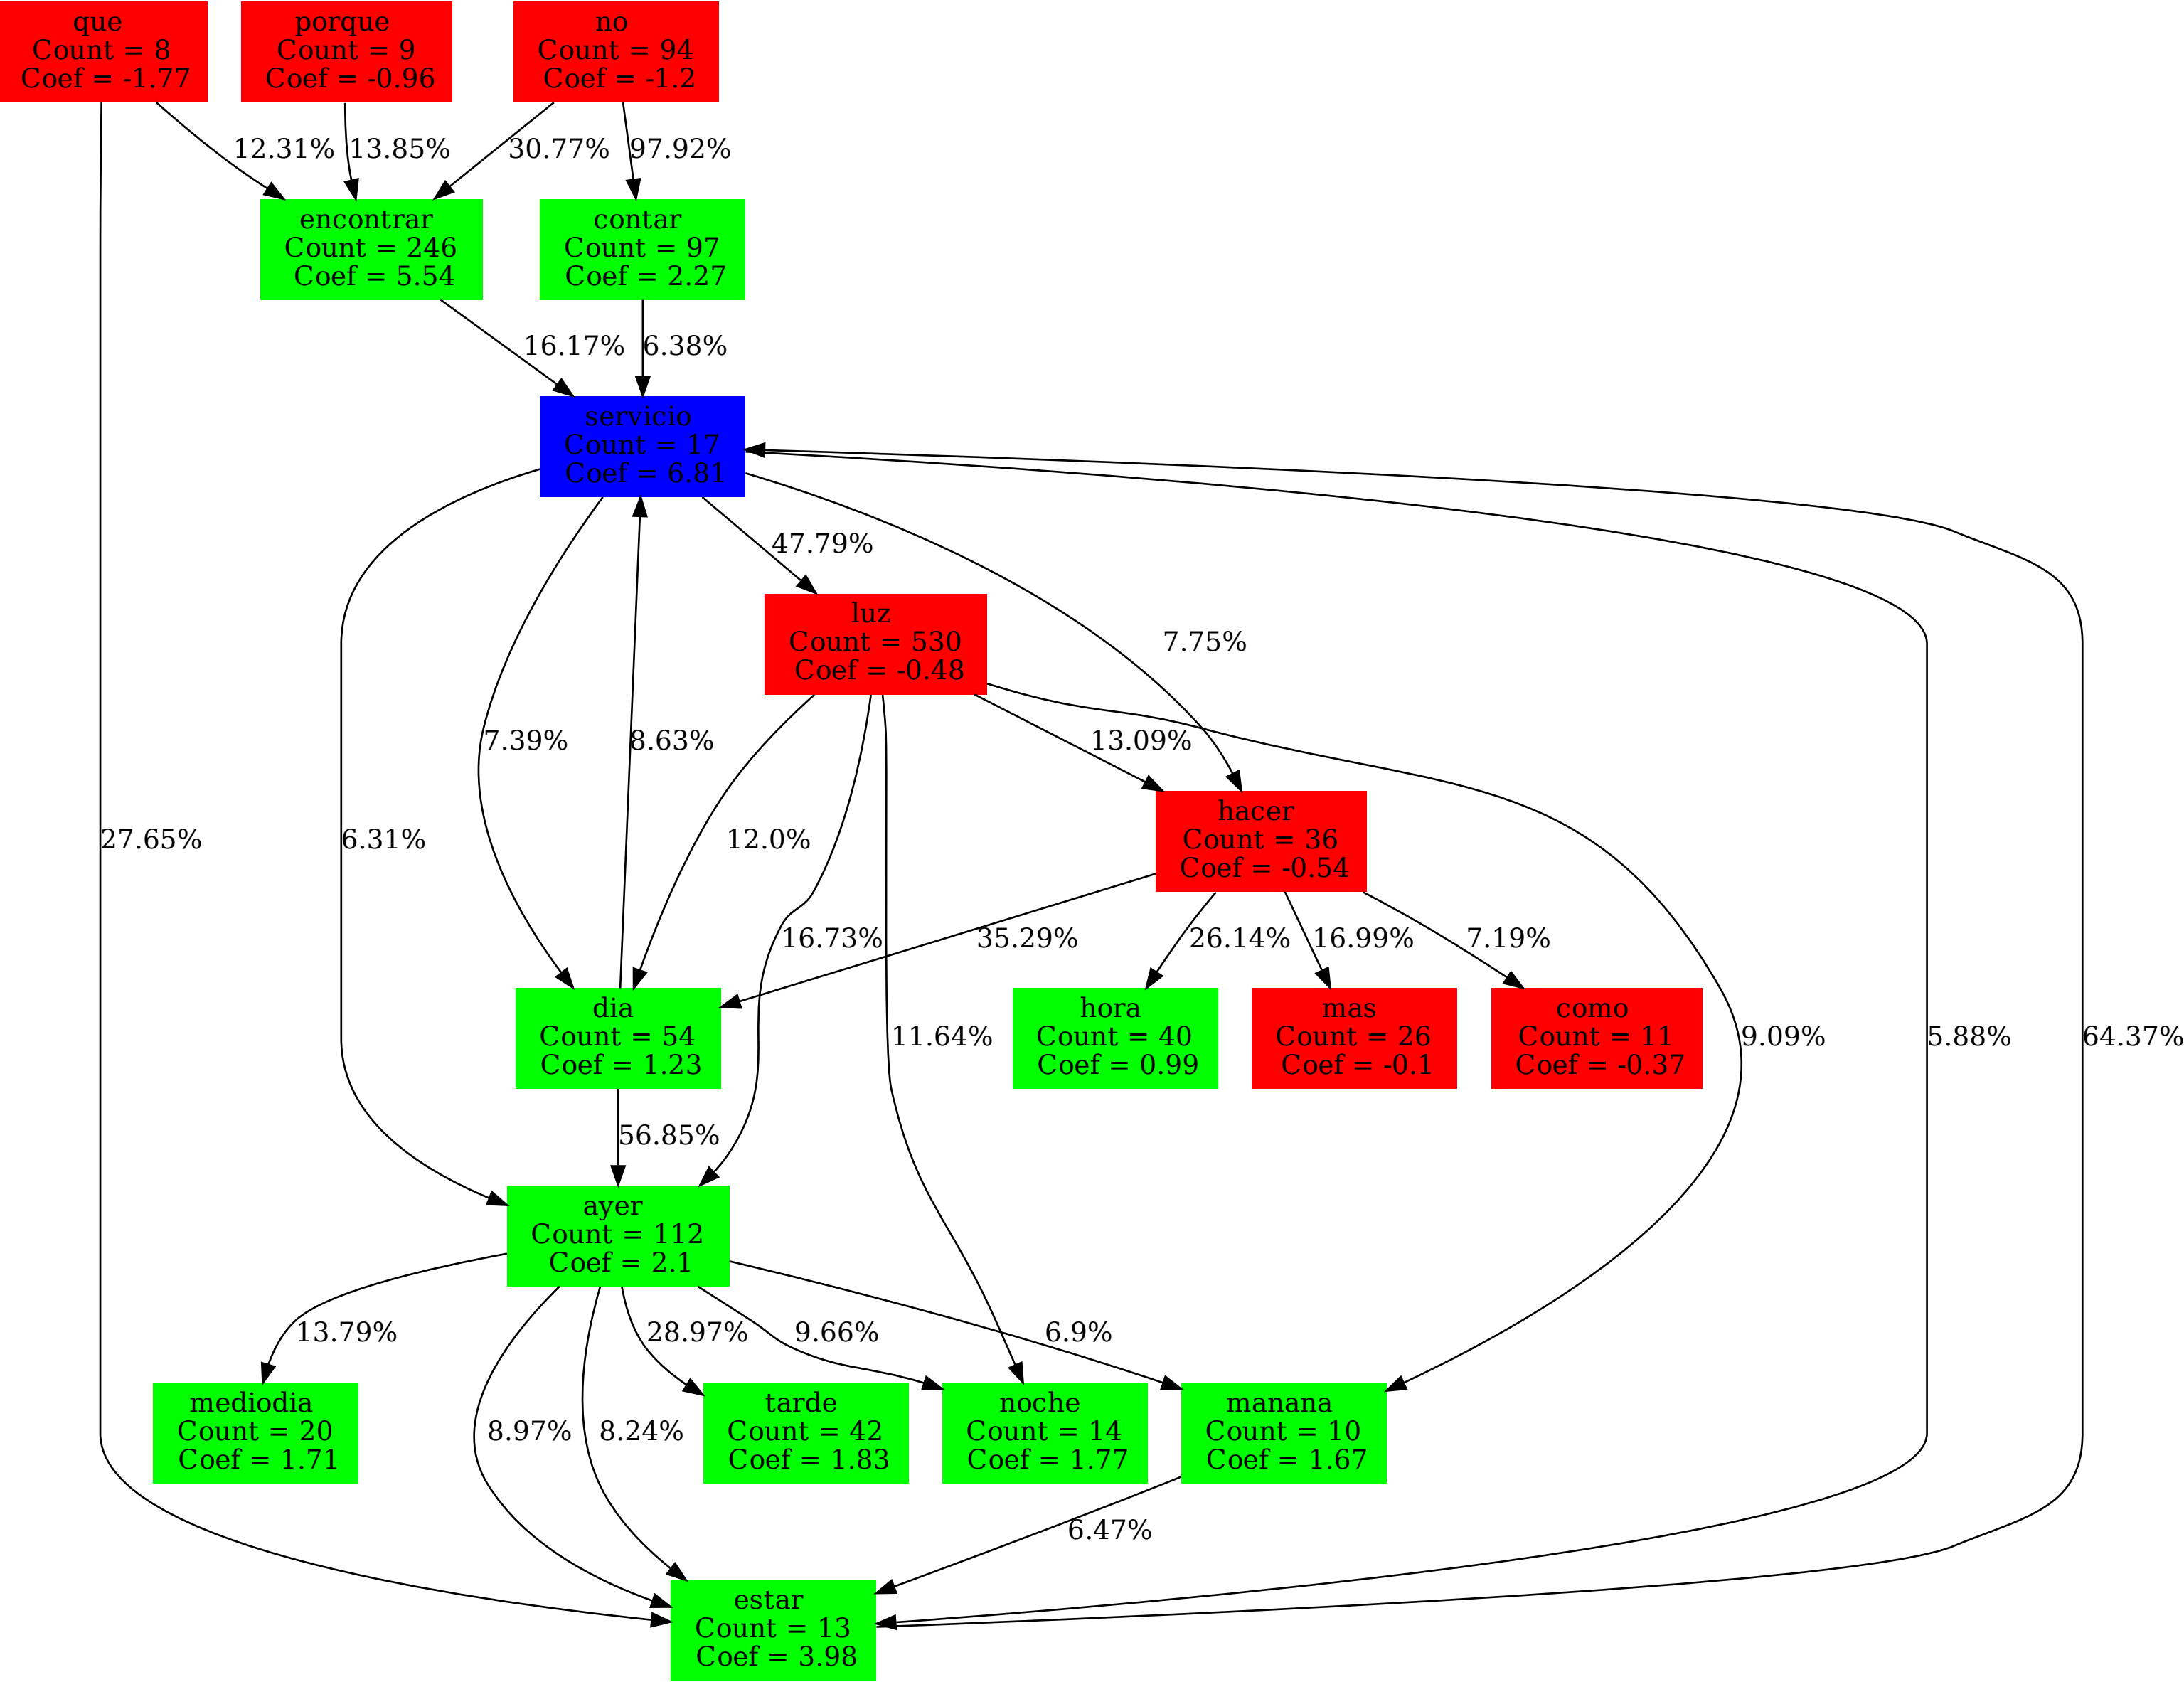 que
Count = 8
Coef = -1.77
porque
Count = 9
Coef = -0.96
no
Count = 94
Coef = -1.2
12.31%
13.85%
30.77%
97.92%
encontrar
Count = 246
Coef = 5.54
contar
Count = 97
Coef = 2.27
16.17%
6.38%
servicio
Count = 17
Coef = 6.81
47.79%
luz
Count = 530
Coef = -0.48
7.75%
7.39%
8.63%
13.09%
27.65%
6.31%
12.0%
hacer
Count = 36
Coef = -0.54
16.73%
35.29%
26.14%
16.99%
7.19%
dia
Count = 54
Coef = 1.23
11.64%
hora
Count = 40
Coef = 0.99
mas
Count = 26
Coef = -0.1
como
Count = 11
Coef = -0.37
9.09%
5.88%
64.37%
56.85%
ayer
Count = 112
Coef = 2.1
13.79%
28.97%
9.66%
6.9%
mediodia
Count = 20
Coef = 1.71
8.97%
8.24%
tarde
Count = 42
Coef = 1.83
noche
Count = 14
Coef = 1.77
manana
Count = 10
Coef = 1.67
6.47%
estar
Count = 13
Coef = 3.98